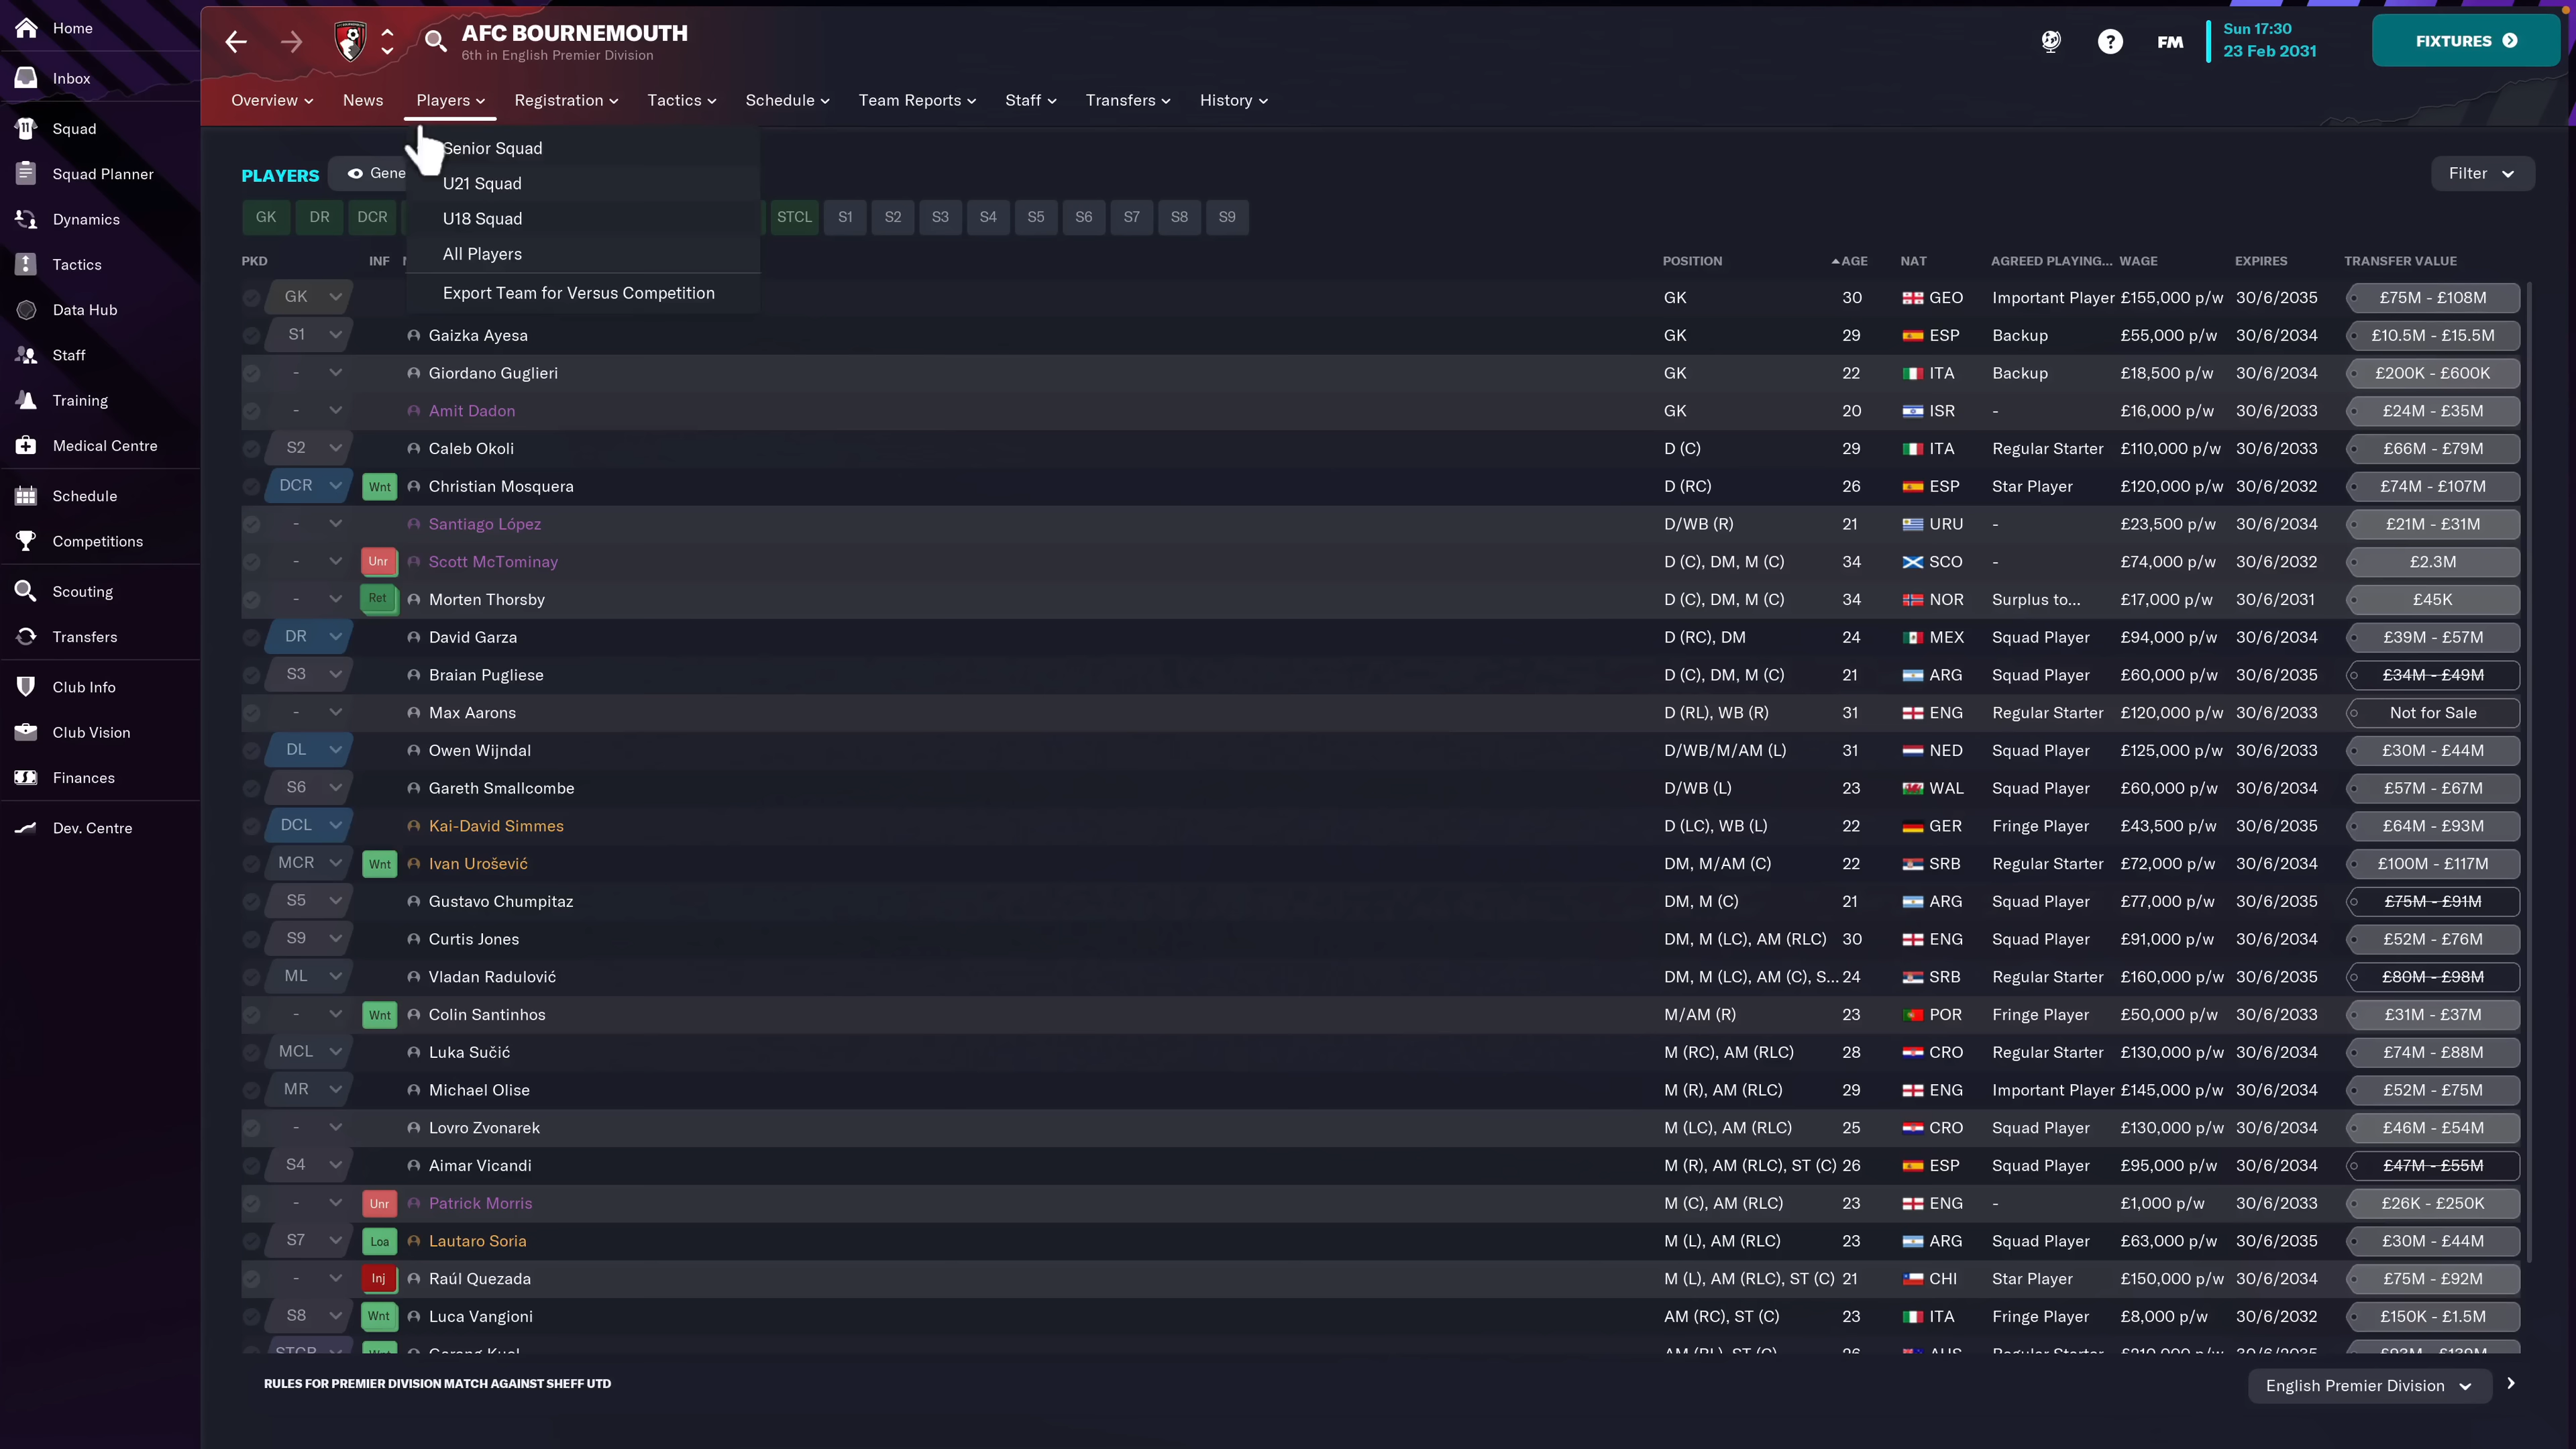 Home
Inbox
Squad
Squad Planner
Dynamics
Tactics
Data Hub
Staff
Training
Medical Centre
Schedule
Competitions
Scouting
Transfers
Club Info
Club Vision
Finances
Dev. Centre
AFC BOURNEMOUTH
6th in English Premier Division
FM
Sun 17:30
23 Feb 2031
FIXTURES
Overview News Players Registration Tactics Schedule Team Reports Staff Transfers History
Senior Squad
U21 Squad
U18 Squad
All Players
Export Team for Versus Competition
PLAYERS Gene Filter
GK DR DCR STCL S1 S2 S3 S4 S5 S6 S7 S8 S9
PKD INF POSITION AGE NAT AGREED PLAYING... WAGE EXPIRES TRANSFER VALUE
GK GK 30 GEO Important Player £155,000 p/w 30/6/2035 £75M - £108M
S1 Gaizka Ayesa GK 29 ESP Backup £55,000 p/w 30/6/2034 £10.5M - £15.5M
- Giordano Guglieri GK 22 ITA Backup £18,500 p/w 30/6/2034 £200K - £600K
- Amit Dadon GK 20 ISR - £16,000 p/w 30/6/2033 £24M - £35M
S2 Caleb Okoli D (C) 29 ITA Regular Starter £110,000 p/w 30/6/2033 £66M - £79M
DCR Wnt Christian Mosquera D (RC) 26 ESP Star Player £120,000 p/w 30/6/2032 £74M - £107M
- Santiago López D/WB (R) 21 URU - £23,500 p/w 30/6/2034 £21M - £31M
- Unr Scott McTominay D (C), DM, M (C) 34 SCO - £74,000 p/w 30/6/2032 £2.3M
- Ret Morten Thorsby D (C), DM, M (C) 34 NOR Surplus to... £17,000 p/w 30/6/2031 £45K
DR David Garza D (RC), DM 24 MEX Squad Player £94,000 p/w 30/6/2034 £39M - £57M
S3 Braian Pugliese D (C), DM, M (C) 21 ARG Squad Player £60,000 p/w 30/6/2035 £34M - £49M
- Max Aarons D (RL), WB (R) 31 ENG Regular Starter £120,000 p/w 30/6/2033 Not for Sale
DL Owen Wijndal D/WB/M/AM (L) 31 NED Squad Player £125,000 p/w 30/6/2033 £30M - £44M
S6 Gareth Smallcombe D/WB (L) 23 WAL Squad Player £60,000 p/w 30/6/2034 £57M - £67M
DCL Kai-David Simmes D (LC), WB (L) 22 GER Fringe Player £43,500 p/w 30/6/2035 £64M - £93M
MCR Wnt Ivan Urošević DM, M/AM (C) 22 SRB Regular Starter £72,000 p/w 30/6/2034 £100M - £117M
S5 Gustavo Chumpitaz DM, M (C) 21 ARG Squad Player £77,000 p/w 30/6/2035 £75M - £91M
S9 Curtis Jones DM, M (LC), AM (RLC) 30 ENG Squad Player £91,000 p/w 30/6/2034 £52M - £76M
ML Vladan Radulović DM, M (LC), AM (C), S... 24 SRB Regular Starter £160,000 p/w 30/6/2035 £80M - £98M
- Wnt Colin Santinhos M/AM (R) 23 POR Fringe Player £50,000 p/w 30/6/2033 £31M - £37M
MCL Luka Sučić M (RC), AM (RLC) 28 CRO Regular Starter £130,000 p/w 30/6/2034 £74M - £88M
MR Michael Olise M (R), AM (RLC) 29 ENG Important Player £145,000 p/w 30/6/2034 £52M - £75M
- Lovro Zvonarek M (LC), AM (RLC) 25 CRO Squad Player £130,000 p/w 30/6/2034 £46M - £54M
S4 Aimar Vicandi M (R), AM (RLC), ST (C) 26 ESP Squad Player £95,000 p/w 30/6/2034 £47M - £55M
- Unr Patrick Morris M (C), AM (RLC) 23 ENG - £1,000 p/w 30/6/2033 £26K - £250K
S7 Loa Lautaro Soria M (L), AM (RLC) 23 ARG Squad Player £63,000 p/w 30/6/2035 £30M - £44M
- Inj Raúl Quezada M (L), AM (RLC), ST (C) 21 CHI Star Player £150,000 p/w 30/6/2034 £75M - £92M
S8 Wnt Luca Vangioni AM (RC), ST (C) 23 ITA Fringe Player £8,000 p/w 30/6/2032 £150K - £1.5M
RULES FOR PREMIER DIVISION MATCH AGAINST SHEFF UTD
English Premier Division